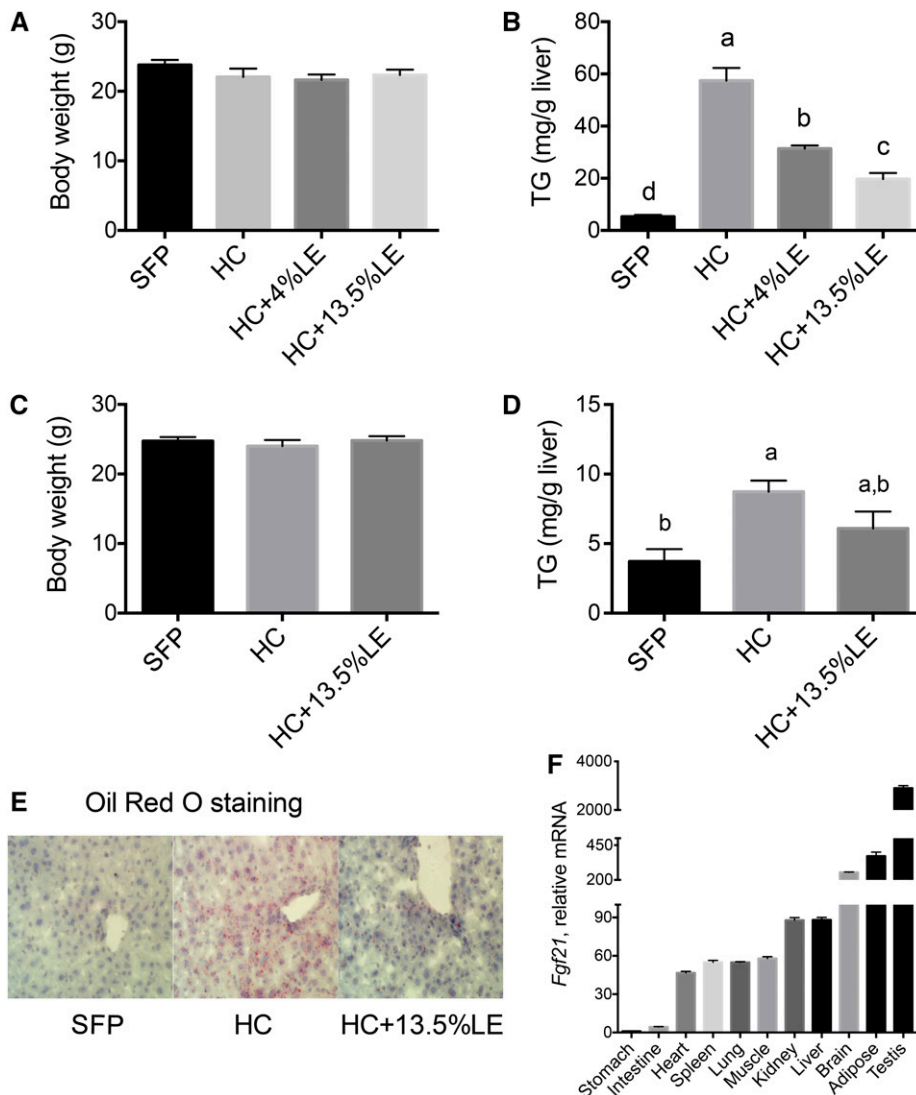 A
Body weight (g)
30
20
10
0
SFP
HC
HC+4%LE
HC+13.5%LE
B
TG (mg/g liver)
80
60
40
20
0
d
a
b
c
SFP
HC
HC+4%LE
HC+13.5%LE
C
Body weight (g)
30
20
10
0
SFP
HC
HC+13.5%LE
D
TG (mg/g liver)
15
10
5
0
b
a
a,b
SFP
HC
HC+13.5%LE
E
Oil Red O staining
SFP
HC
HC+13.5%LE
F
Fgf21, relative mRNA
4000
2000
450
200
90
60
30
0
Stomach
Intestine
Heart
Spleen
Lung
Muscle
Kidney
Liver
Brain
Adipose
Testis